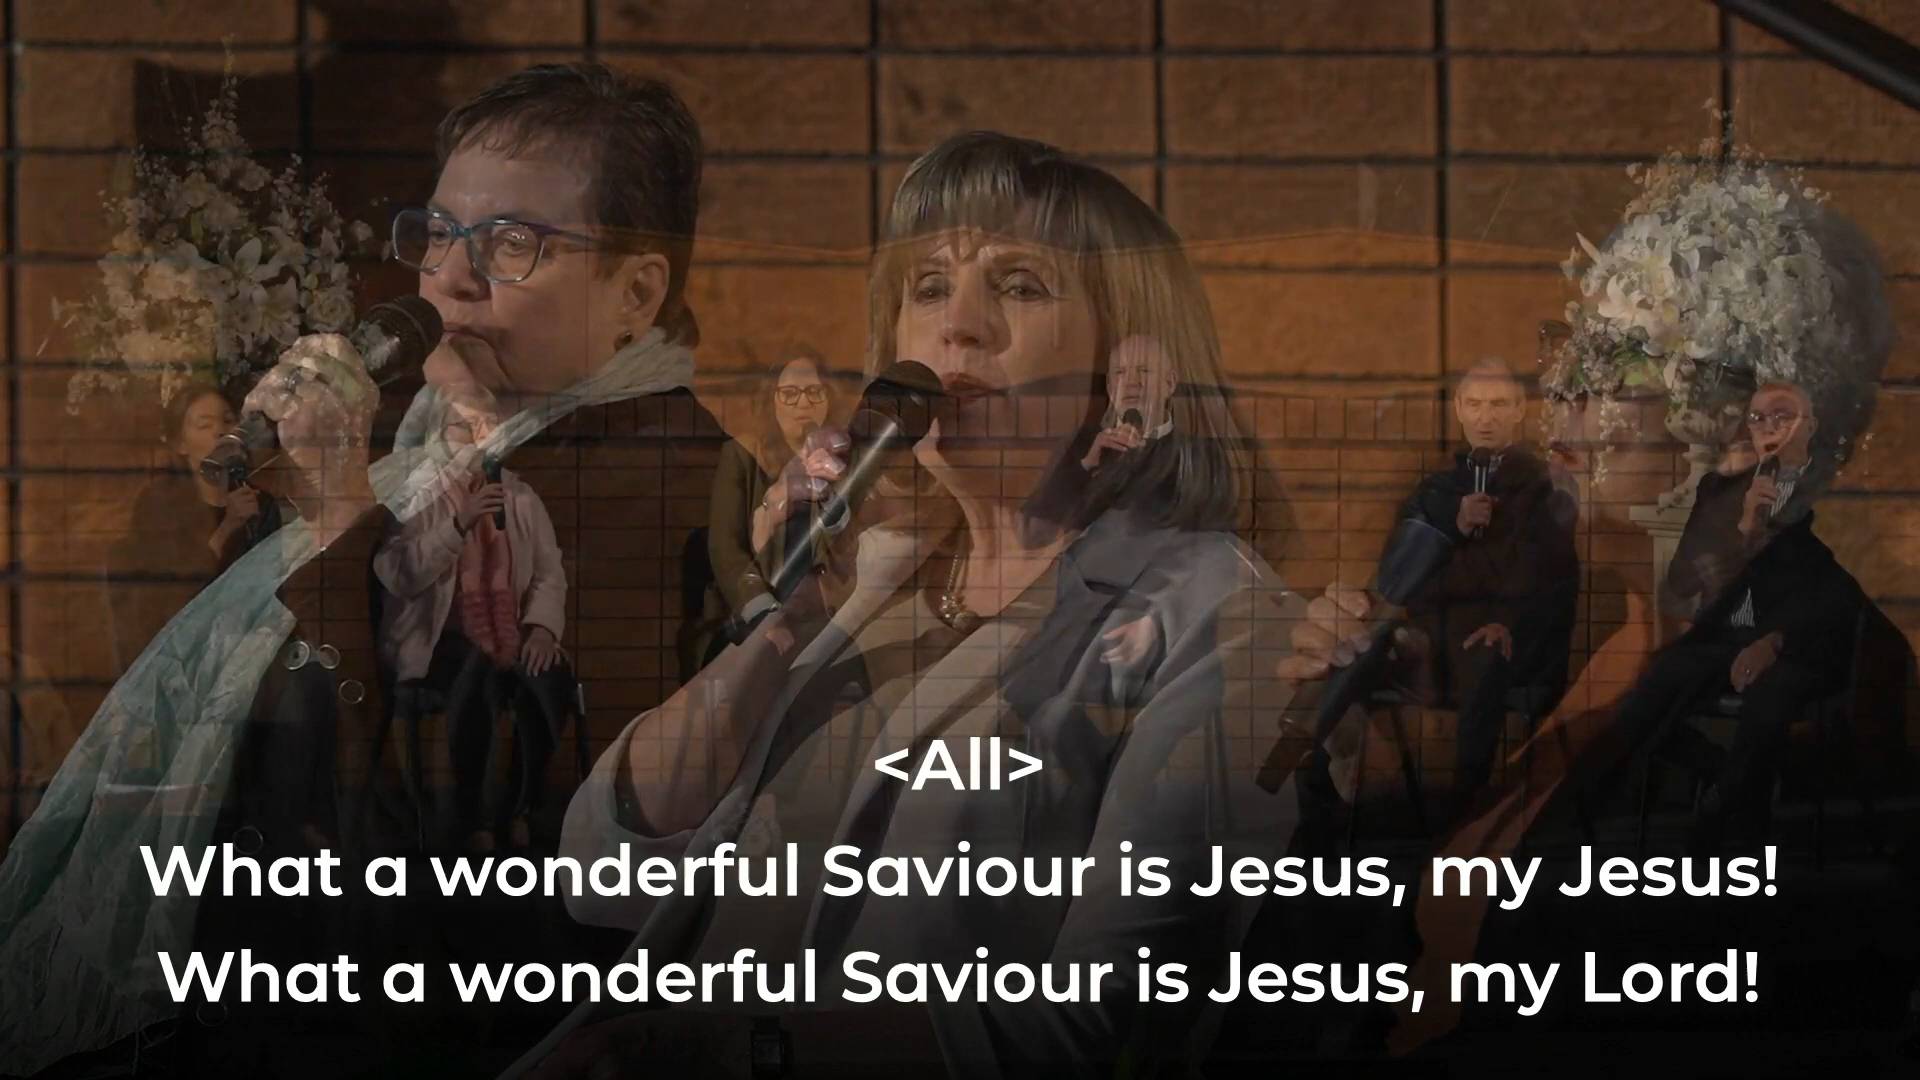 <All>
What a wonderful Saviour is Jesus, my Jesus!
What a wonderful Saviour is Jesus, my Lord!